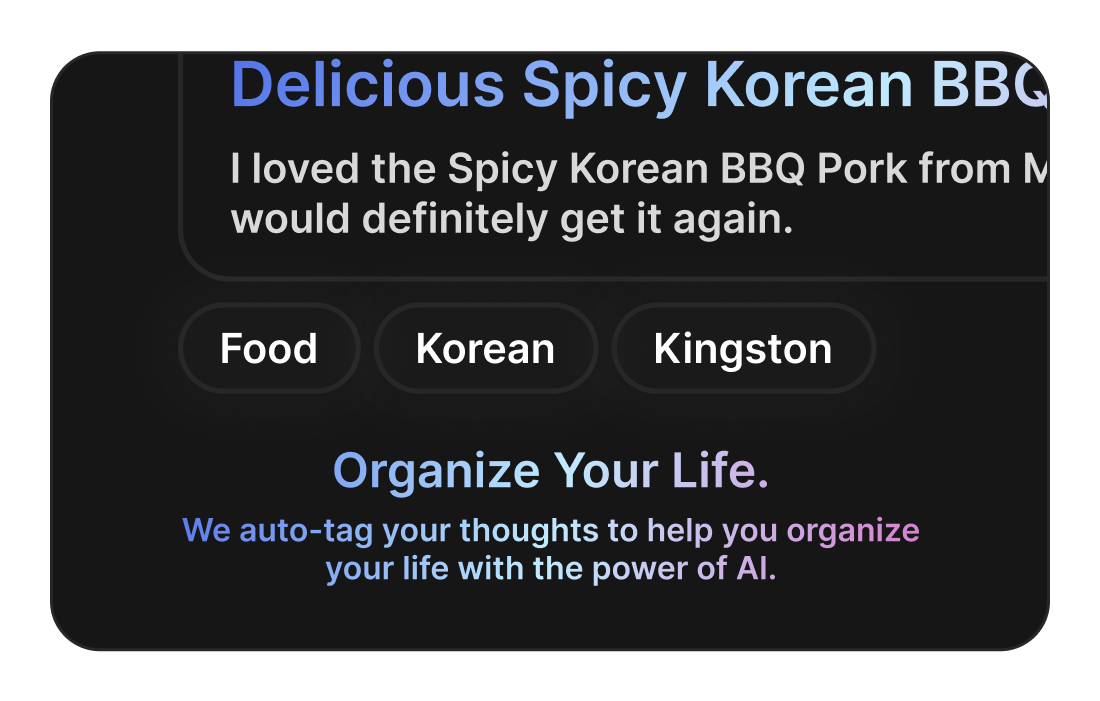 Delicious Spicy Korean BBQ
I loved the Spicy Korean BBQ Pork from
would definitely get it again.
Food Korean Kingston
Organize Your Life.
We auto-tag your thoughts to help you organize
your life with the power of AI.